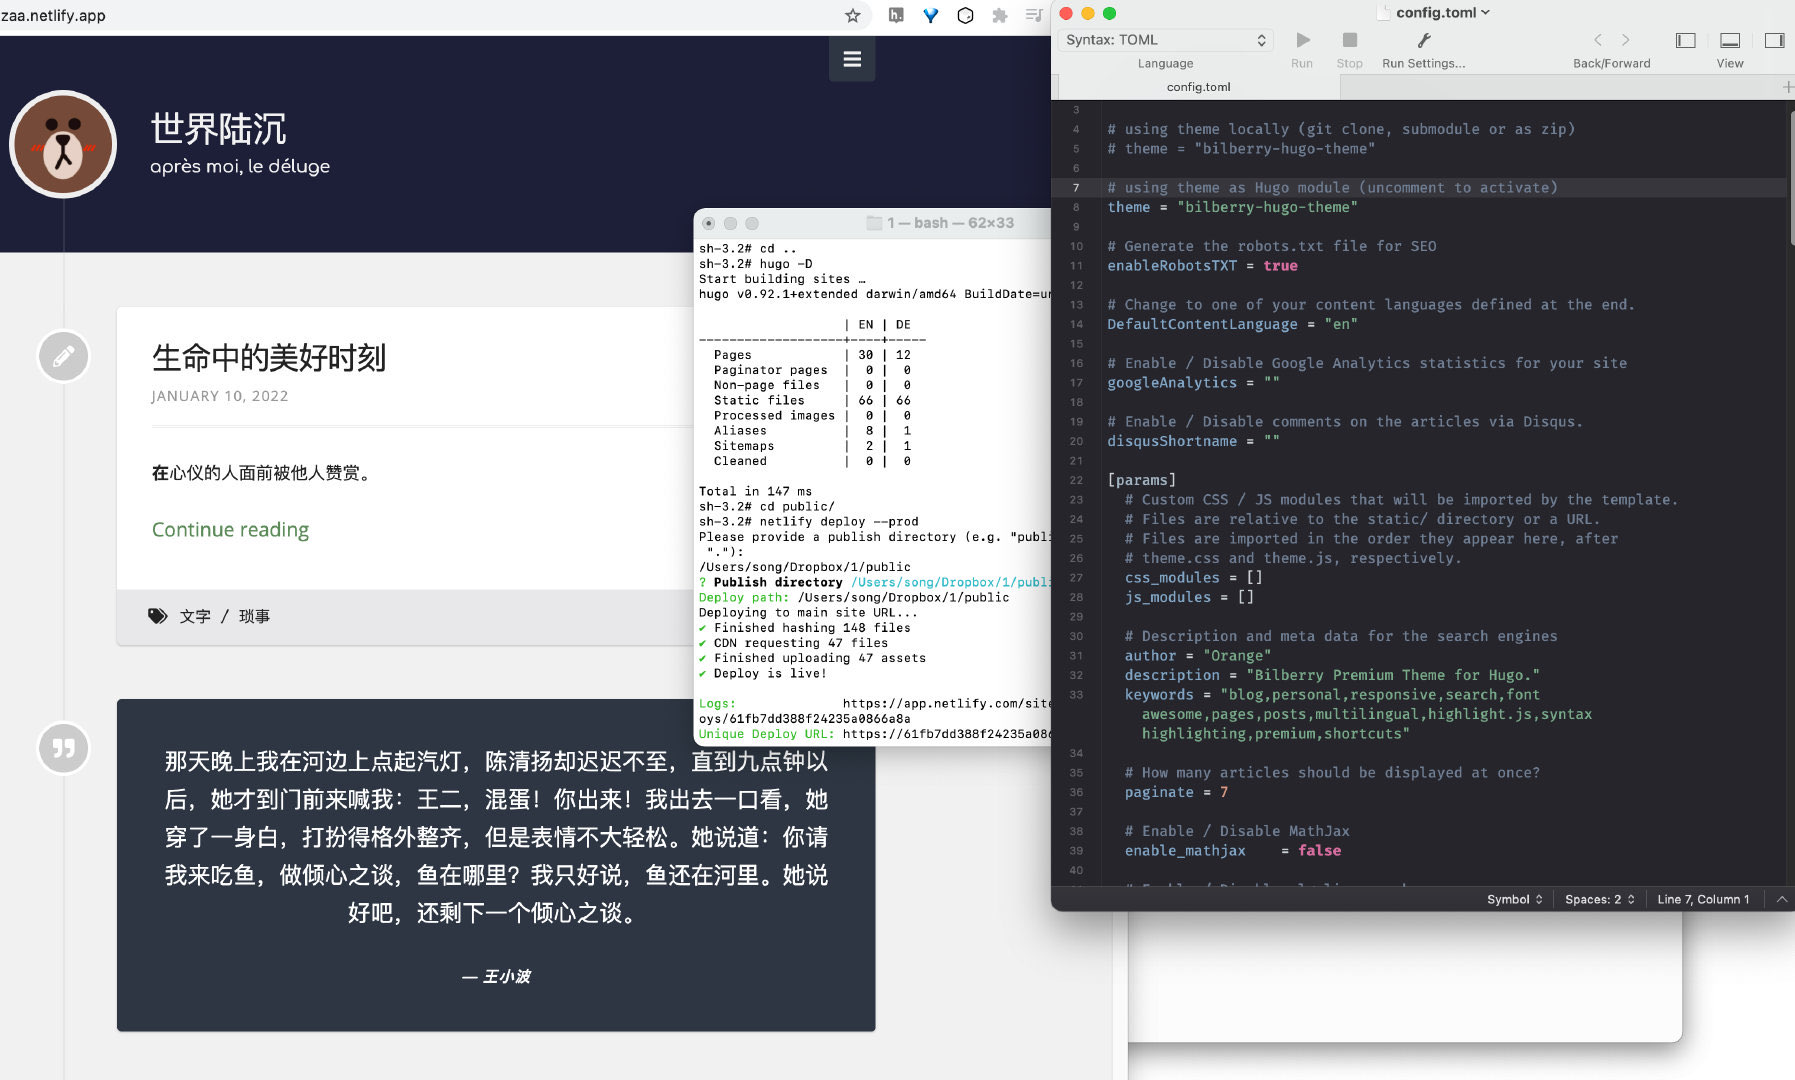 zaa.netlify.app
世界陆沉
après moi, le déluge
生命中的美好时刻
JANUARY 10, 2022
在心仪的人面前被他人赞赏。
Continue reading
文字 / 琐事
那天晚上我在河边上点起汽灯，陈清扬却迟迟不至，直到九点钟以
后，她才到门前来喊我：王二，混蛋！你出来！我出去一口看，她
穿了一身白，打扮得格外整齐，但是表情不大轻松。她说道：你请
我来吃鱼，做倾心之谈，鱼在哪里？我只好说，鱼还在河里。她说
好吧，还剩下一个倾心之谈。
— 王小波
1 — bash — 62×33
sh-3.2# cd ..
sh-3.2# hugo -D
Start building sites …
hugo v0.92.1+extended darwin/amd64 BuildDate=un
| EN | DE
-------------------+----+-----
Pages | 30 | 12
Paginator pages | 0 | 0
Non-page files | 0 | 0
Static files | 66 | 66
Processed images | 0 | 0
Aliases | 8 | 1
Sitemaps | 2 | 1
Cleaned | 0 | 0
Total in 147 ms
sh-3.2# cd public/
sh-3.2# netlify deploy --prod
Please provide a publish directory (e.g. "publi
"."):
/Users/song/Dropbox/1/public
? Publish directory /Users/song/Dropbox/1/publi
Deploy path: /Users/song/Dropbox/1/public
Deploying to main site URL...
✔ Finished hashing 148 files
✔ CDN requesting 47 files
✔ Finished uploading 47 assets
✔ Deploy is live!
Logs: https://app.netlify.com/site
oys/61fb7dd388f24235a0866a8a
Unique Deploy URL: https://61fb7dd388f24235a086
config.toml
Syntax: TOML
Language
Run
Stop
Run Settings...
Back/Forward
View
config.toml
3
4 # using theme locally (git clone, submodule or as zip)
5 # theme = "bilberry-hugo-theme"
6
7 # using theme as Hugo module (uncomment to activate)
8 theme = "bilberry-hugo-theme"
9
10 # Generate the robots.txt file for SEO
11 enableRobotsTXT = true
12
13 # Change to one of your content languages defined at the end.
14 DefaultContentLanguage = "en"
15
16 # Enable / Disable Google Analytics statistics for your site
17 googleAnalytics = ""
18
19 # Enable / Disable comments on the articles via Disqus.
20 disqusShortname = ""
21
22 [params]
23 # Custom CSS / JS modules that will be imported by the template.
24 # Files are relative to the static/ directory or a URL.
25 # Files are imported in the order they appear here, after
26 # theme.css and theme.js, respectively.
27 css_modules = []
28 js_modules = []
29
30 # Description and meta data for the search engines
31 author = "Orange"
32 description = "Bilberry Premium Theme for Hugo."
33 keywords = "blog,personal,responsive,search,font
awesome,pages,posts,multilingual,highlight.js,syntax
highlighting,premium,shortcuts"
34
35 # How many articles should be displayed at once?
36 paginate = 7
37
38 # Enable / Disable MathJax
39 enable_mathjax = false
40
Symbol
Spaces: 2
Line 7, Column 1